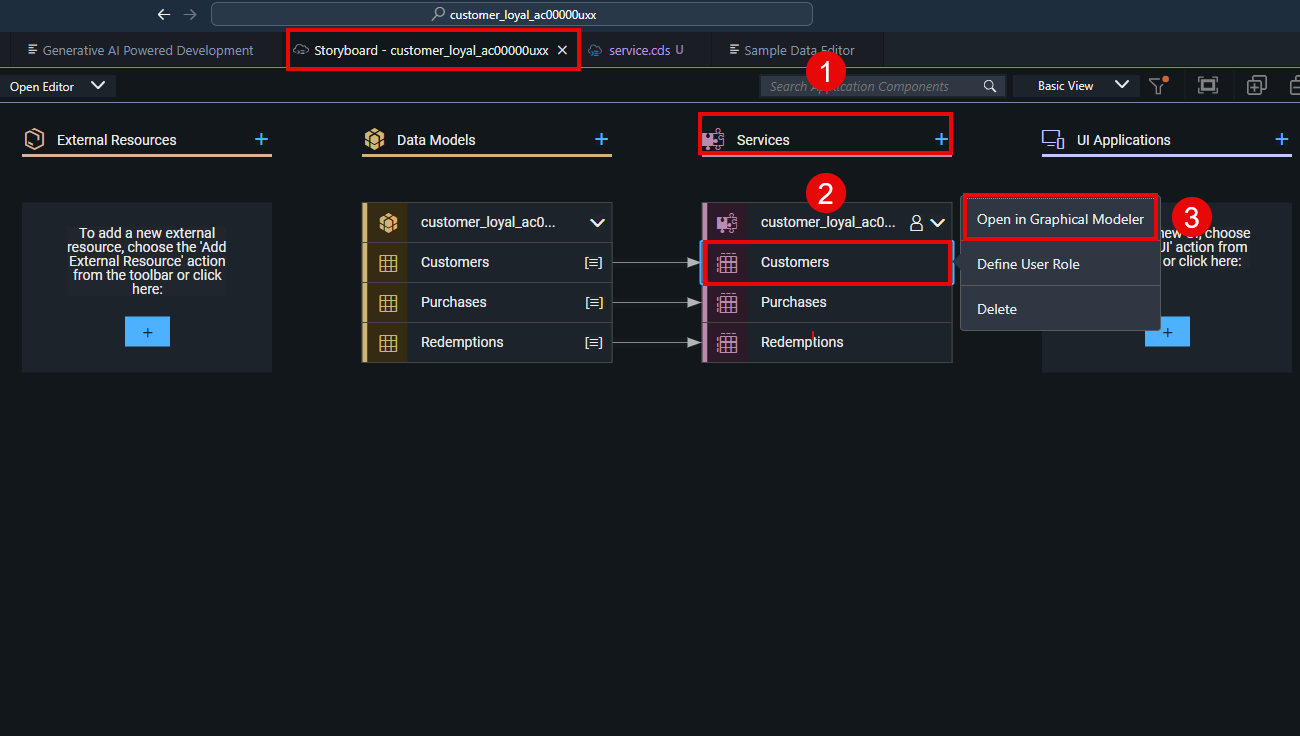 customer_loyal_ac00000uxx
Generative AI Powered Development
Storyboard - customer_loyal_ac00000uxx
service.cds U
Sample Data Editor
1
Open Editor
Search Application Components
Basic View
External Resources +
Data Models +
Services +
UI Applications +
2
3
To add a new external
resource, choose the 'Add
External Resource' action
from the toolbar or click
here:
+
customer_loyal_ac0...
Customers
Purchases
Redemptions
customer_loyal_ac0...
Customers
Purchases
Redemptions
Open in Graphical Modeler
Define User Role
Delete
new UI, choose
UI' action from
or click here:
+